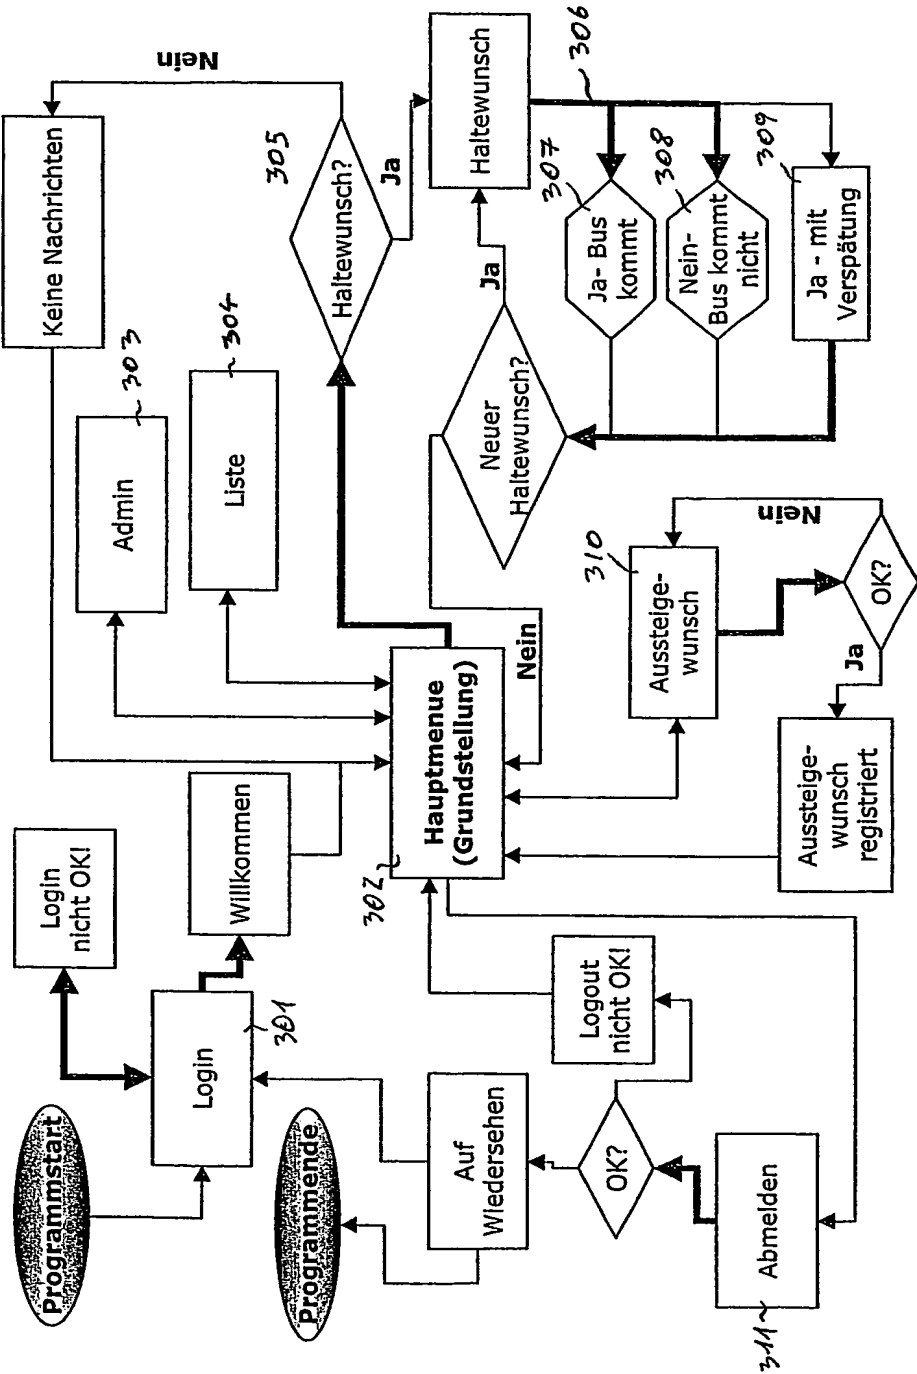 Programmstart
Login
nicht OK!
Login
301
Willkommen
Programmende
Auf
Wiedersehen
OK?
Logout
nicht OK!
Abmelden
311
Hauptmenue
(Grundstellung)
302
Admin
303
Liste
304
Keine Nachrichten
Nein
Haltewunsch?
305
Ja
Haltewunsch
306
Ja
Neuer
Haltewunsch?
Nein
Ja- Bus
kommt
307
Nein-
Bus kommt
nicht
308
Ja - mit
Verspätung
309
Aussteige-
wunsch
310
Nein
OK?
Ja
Aussteige-
wunsch
registriert